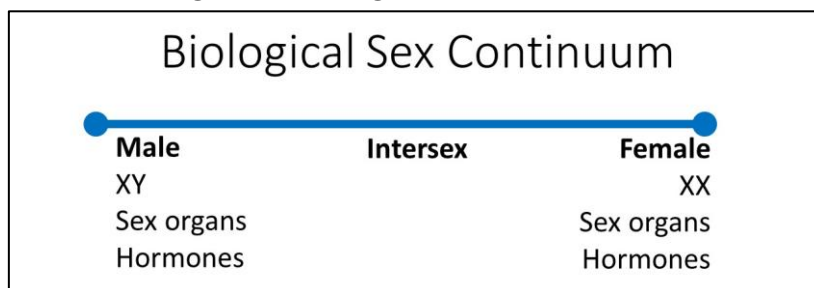 Biological Sex Continuum
Male Intersex Female
XY XX
Sex organs Sex organs
Hormones Hormones